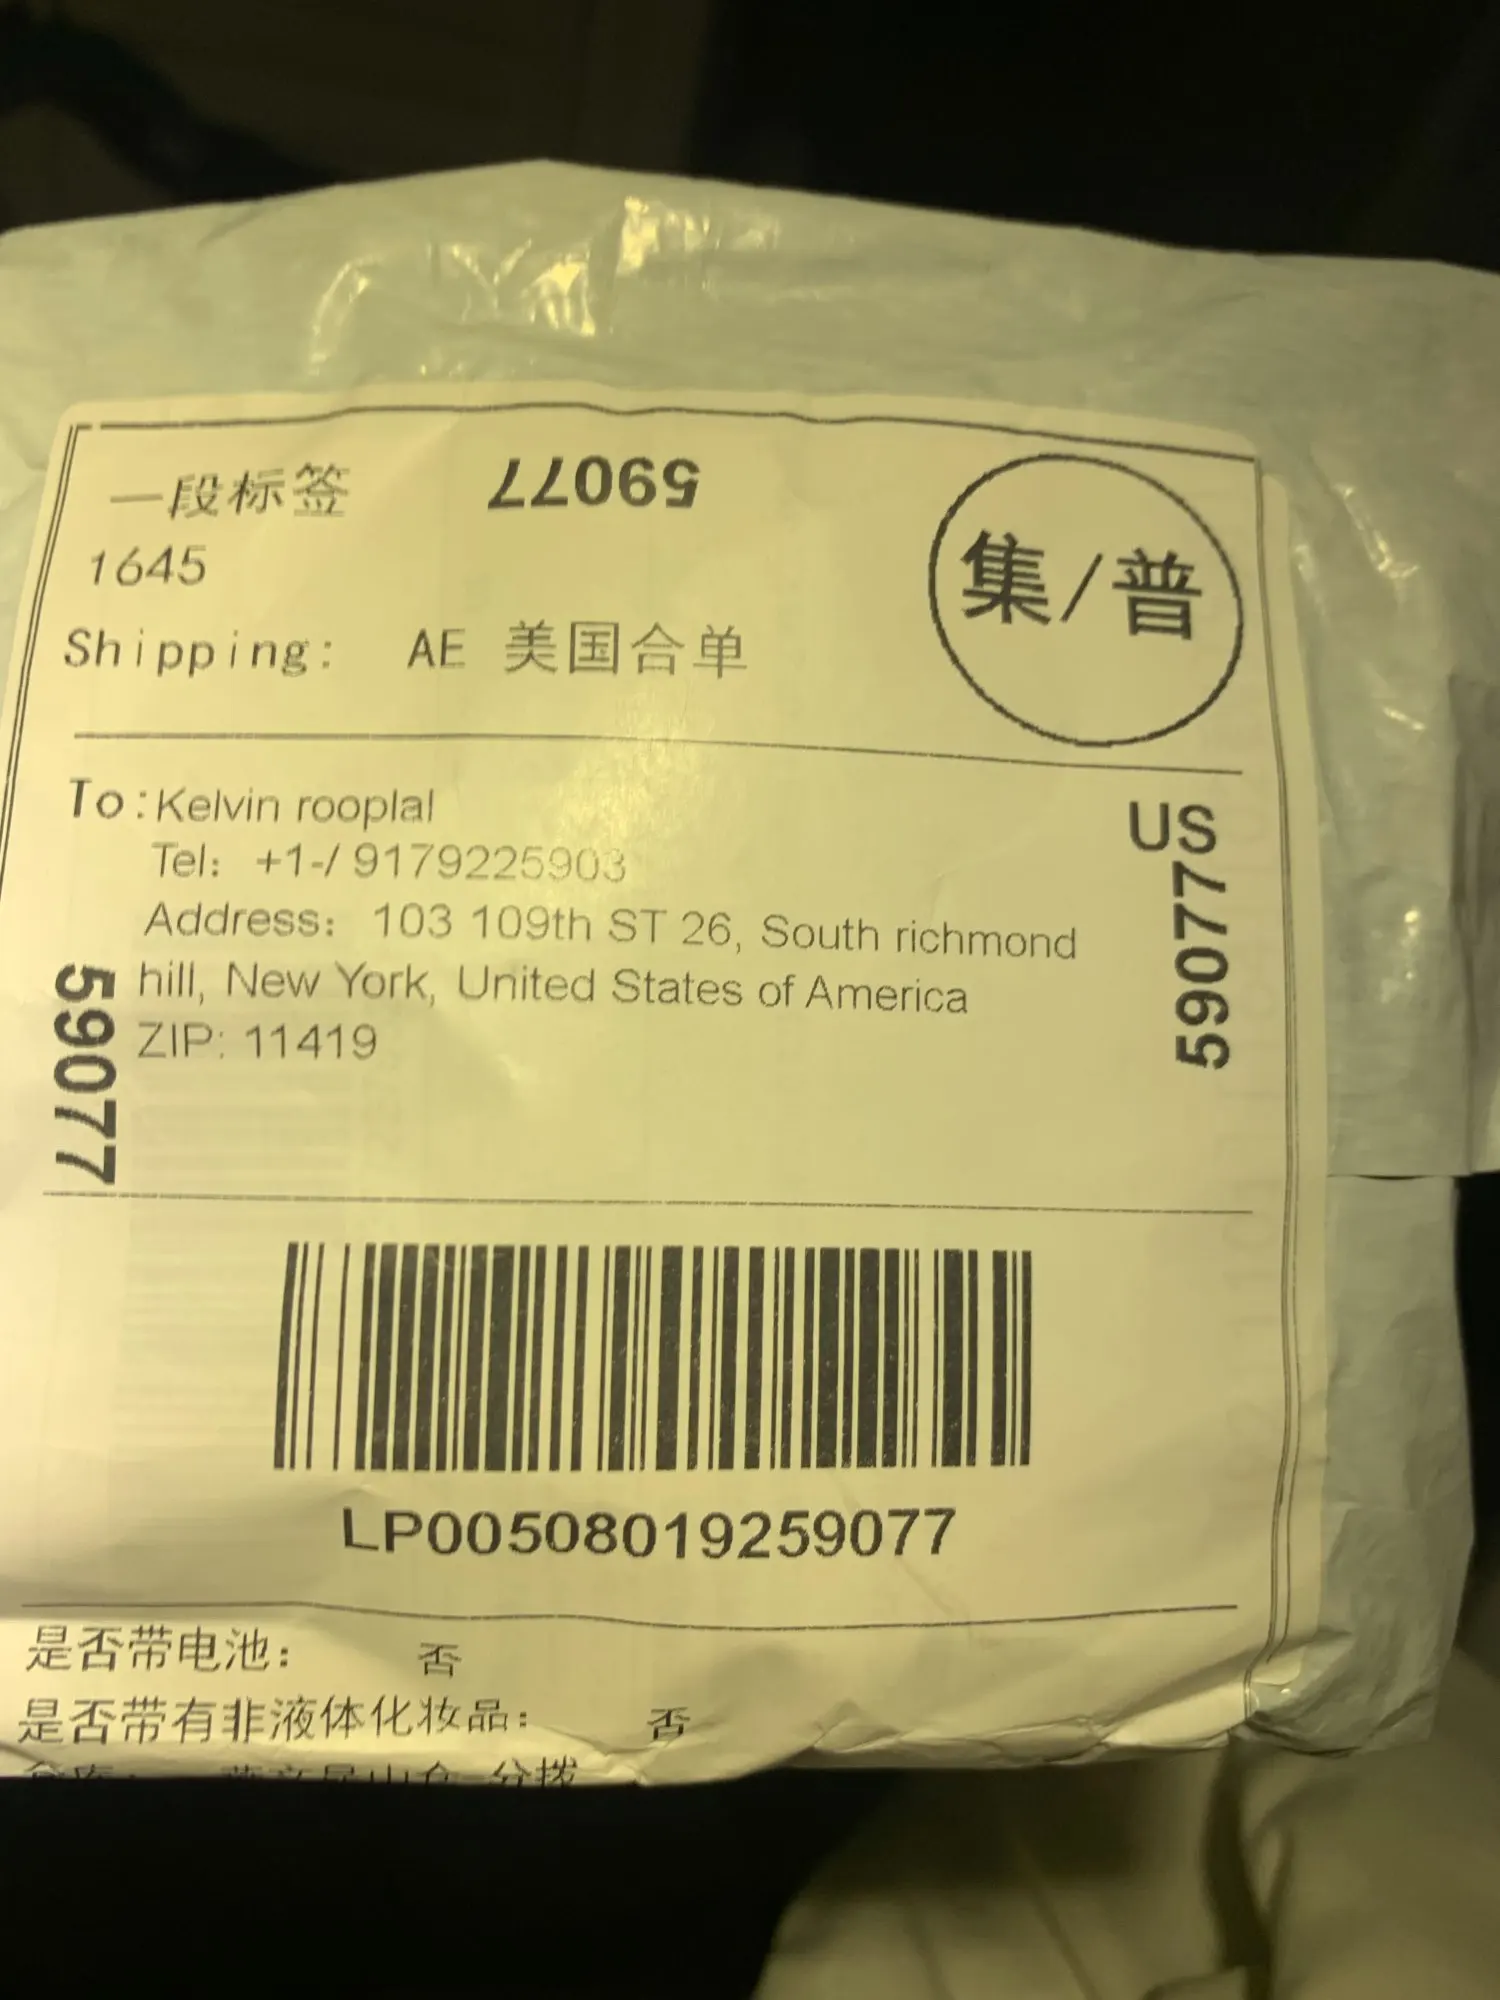 一段标签
59077
1645
集/普
Shipping: AE 美国合单
To:Kelvin rooplal
US
Tel: +1-/ 9179225903
Address: 103 109th ST 26, South richmond
hill, New York, United States of America
ZIP: 11419
59077
59077
LP00508019259077
是否带电池: 否
是否带有非液体化妆品: 否